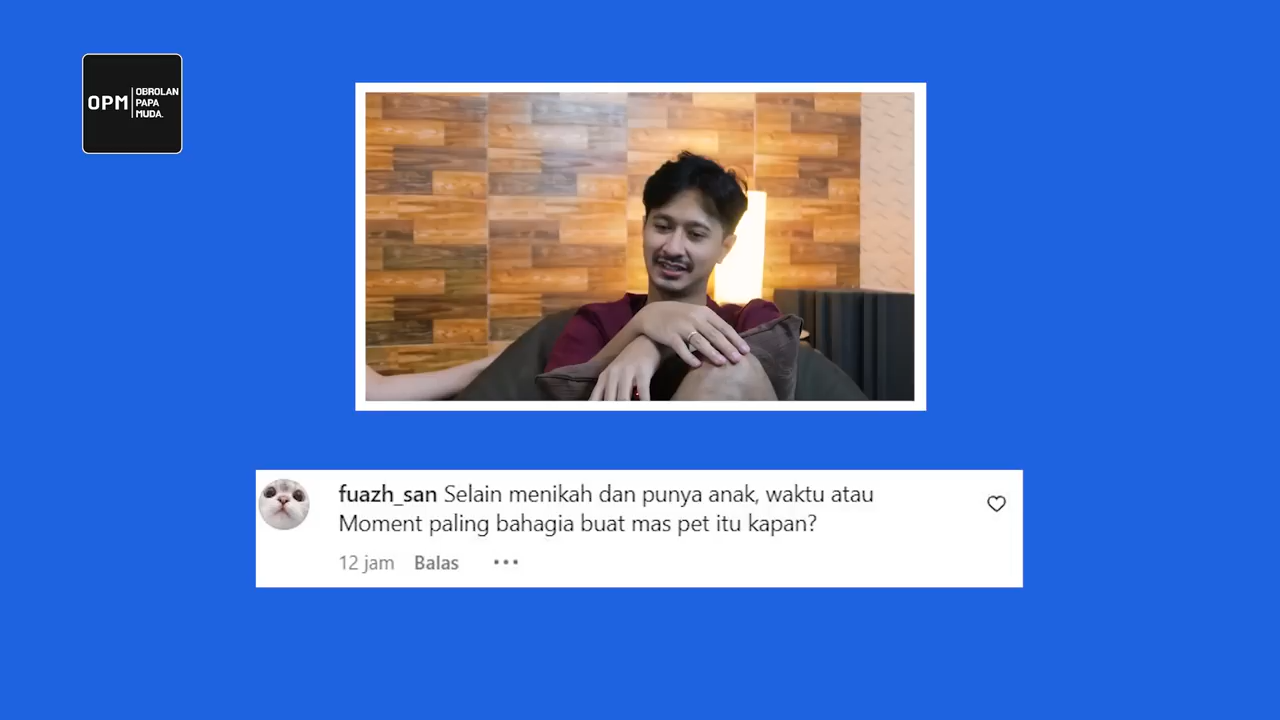 OPM OBROLAN
PAPA
MUDA.
fuazh_san Selain menikah dan punya anak, waktu atau
Moment paling bahagia buat mas pet itu kapan?
12 jam Balas